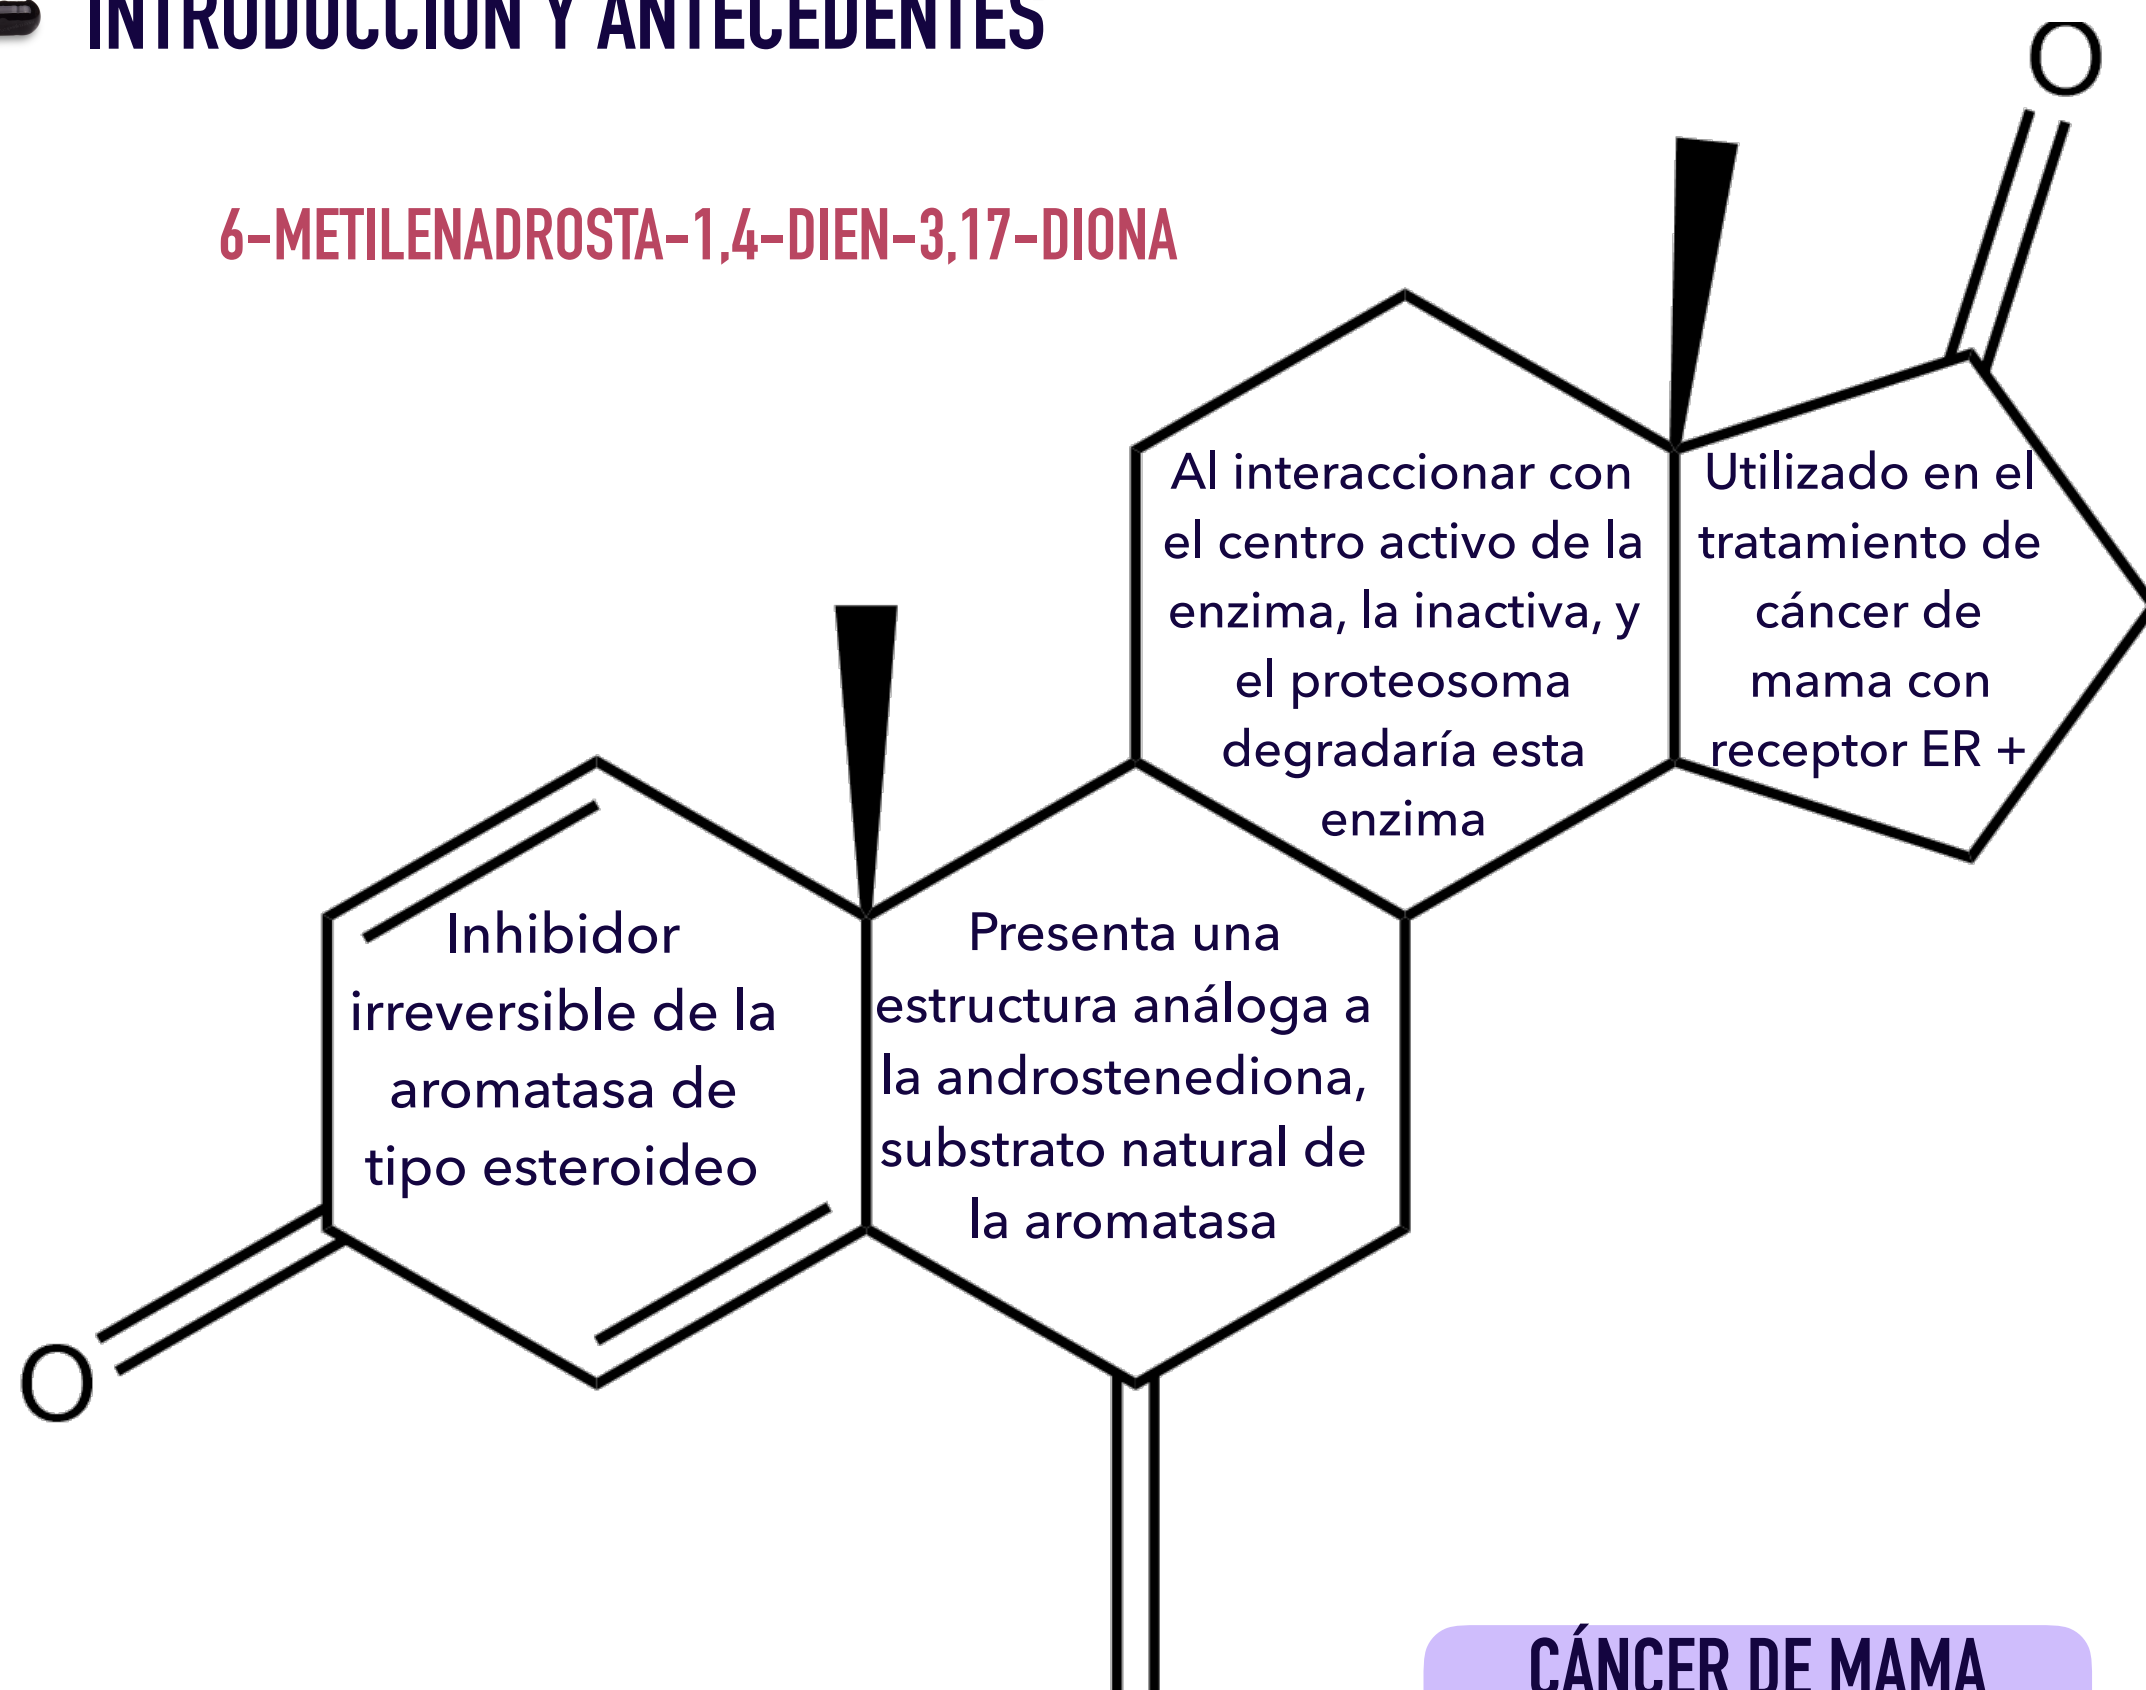 INTRODUCCIÓN Y ANTECEDENTES
6-METILENADROSTA-1,4-DIEN-3,17-DIONA
O
Al interaccionar con
el centro activo de la
enzima, la inactiva, y
el proteosoma
degradaría esta
enzima
Utilizado en el
tratamiento de
cáncer de
mama con
receptor ER +
Inhibidor
irreversible de la
aromatasa de
tipo esteroideo
Presenta una
estructura análoga a
la androstenediona,
substrato natural de
la aromatasa
O
CÁNCER DE MAMA